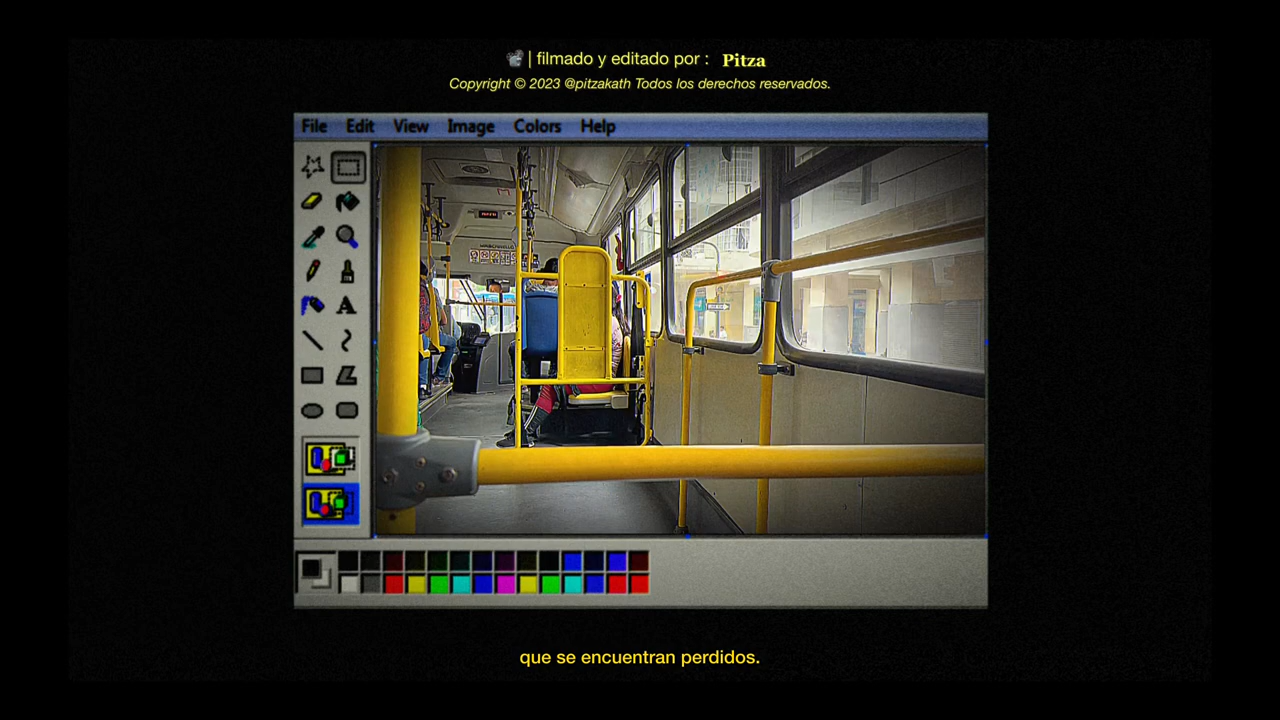 | filmado y editado por : Pitza
Copyright © 2023 @pitzakath Todos los derechos reservados.
File Edit View Image Colors Help
A
que se encuentran perdidos.